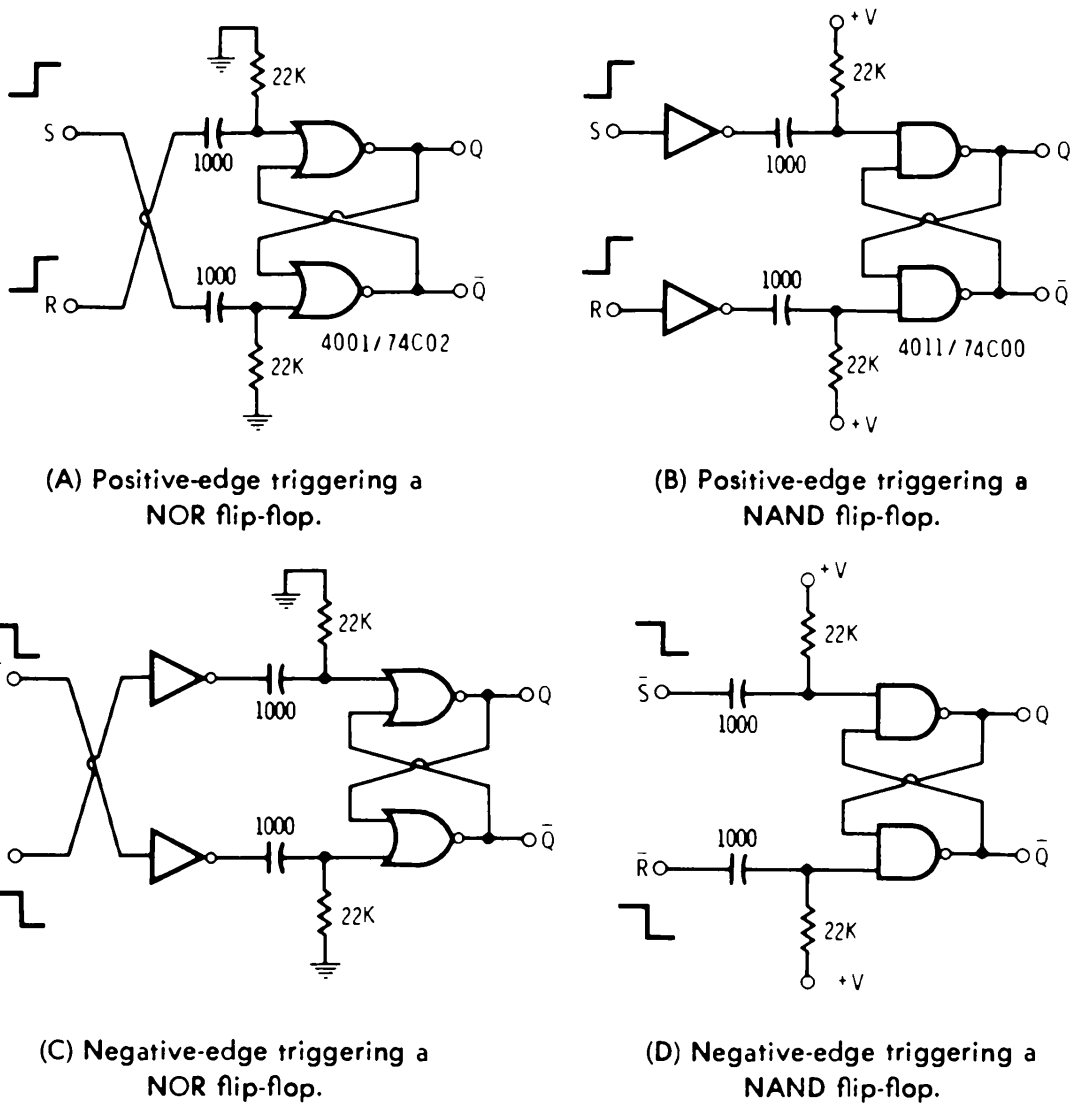 +V
22K
22K
S
1000
Q
S
1000
Q
1000
1000
R
Q̄
R
Q̄
4001/74C02
4011/74C00
22K
22K
+V
(A) Positive-edge triggering a
NOR flip-flop.
(B) Positive-edge triggering a
NAND flip-flop.
+V
22K
22K
1000
Q
S̄
1000
Q
1000
Q̄
1000
R̄
Q̄
22K
22K
+V
(C) Negative-edge triggering a
NOR flip-flop.
(D) Negative-edge triggering a
NAND flip-flop.